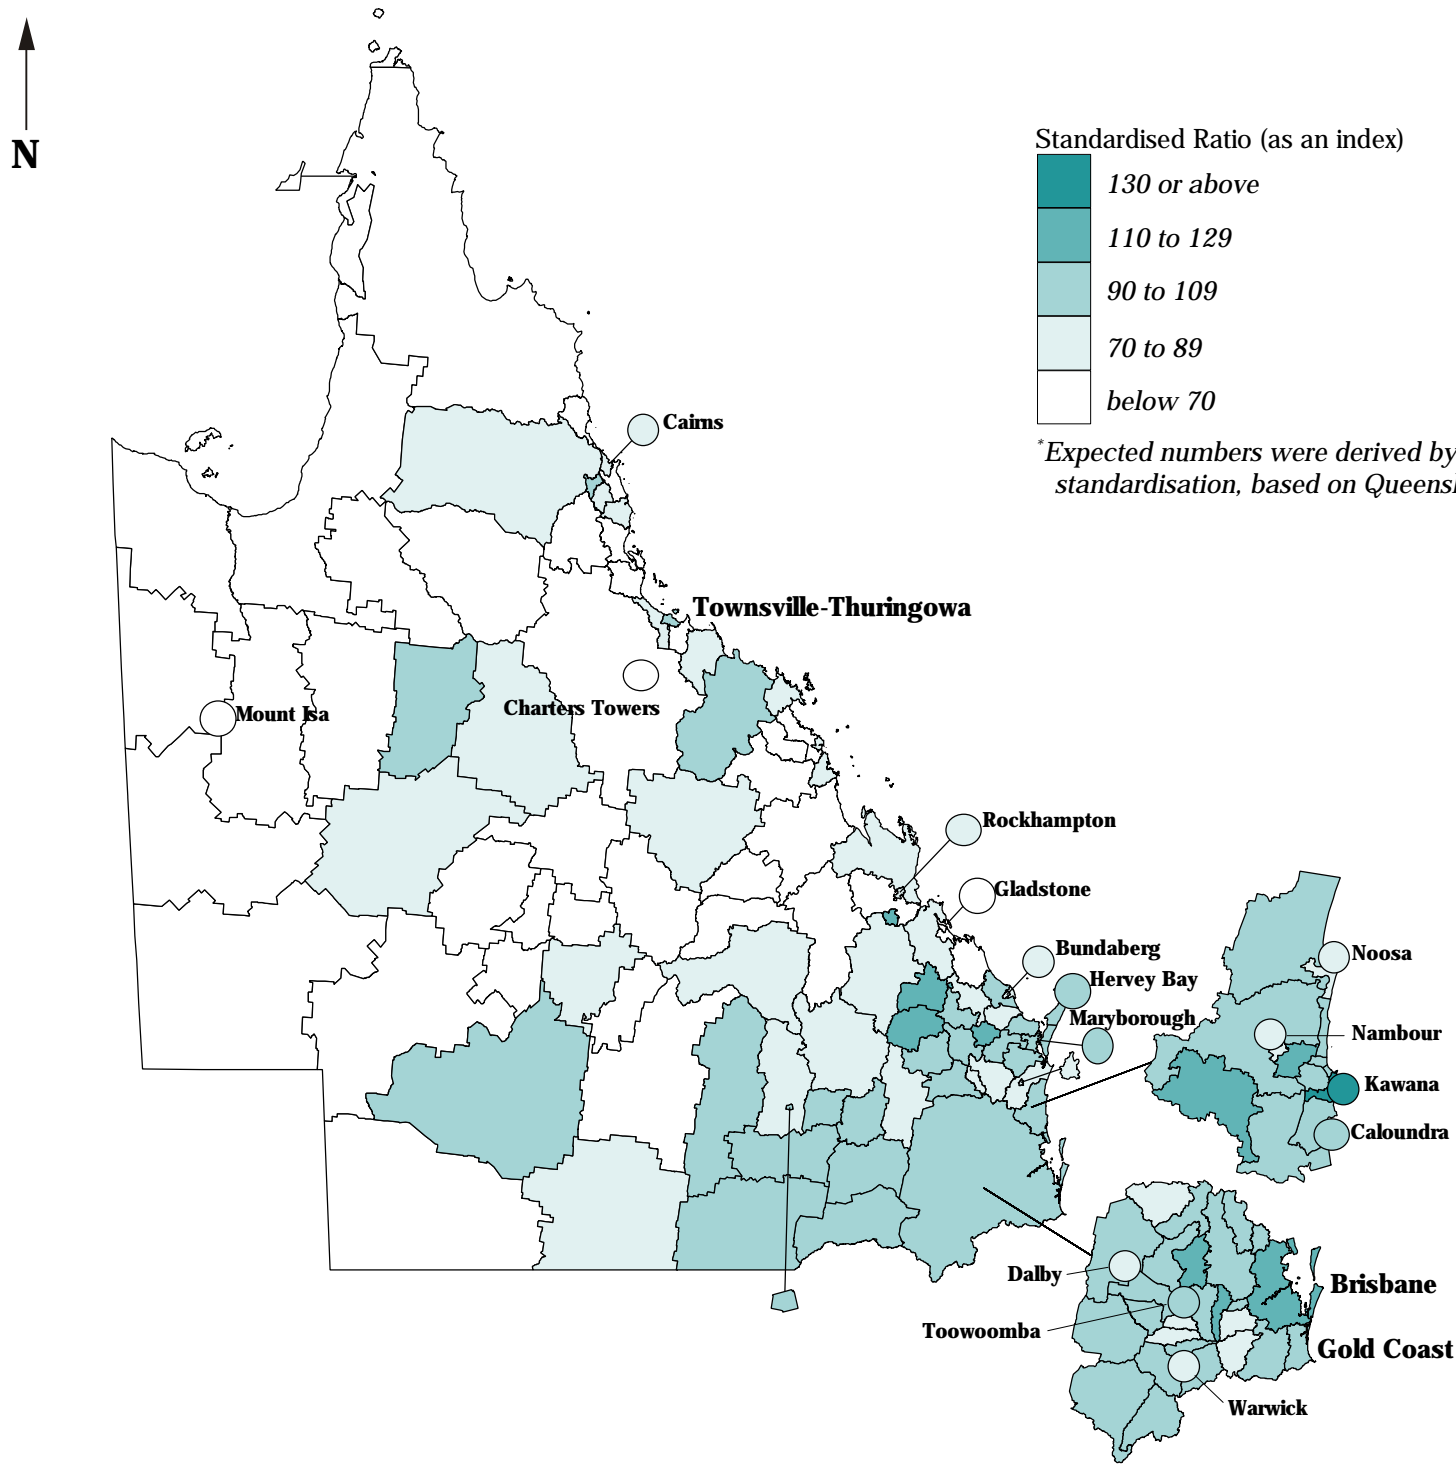 N
Standardised Ratio (as an index)
130 or above
110 to 129
90 to 109
70 to 89
below 70
*Expected numbers were derived by
standardisation, based on Queensl
Cairns
Townsville-Thuringowa
Charters Towers
Mount Isa
Rockhampton
Gladstone
Bundaberg
Hervey Bay
Maryborough
Noosa
Nambour
Kawana
Caloundra
Dalby
Brisbane
Toowoomba
Gold Coast
Warwick